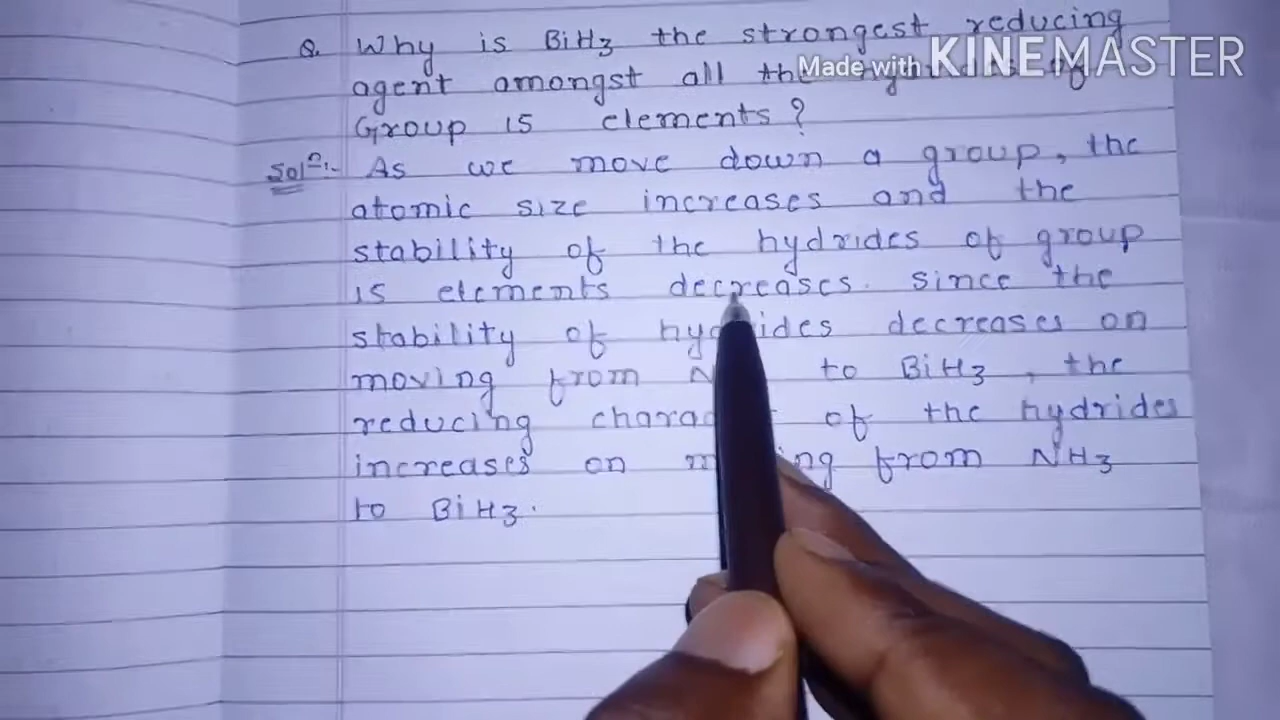 Q. Why is BiH3 the strongest reducing
Made with KINEMASTER
agent amongst all the
Group 15 elements?
Soln:- As we move down a group, the
atomic size increases and the
stability of the hydrides of group
15 elements decreases. since the
stability of hydrides decreases on
moving from to BiH3, the
reducing of the hydrides
increases on from NH3
to BiH3.